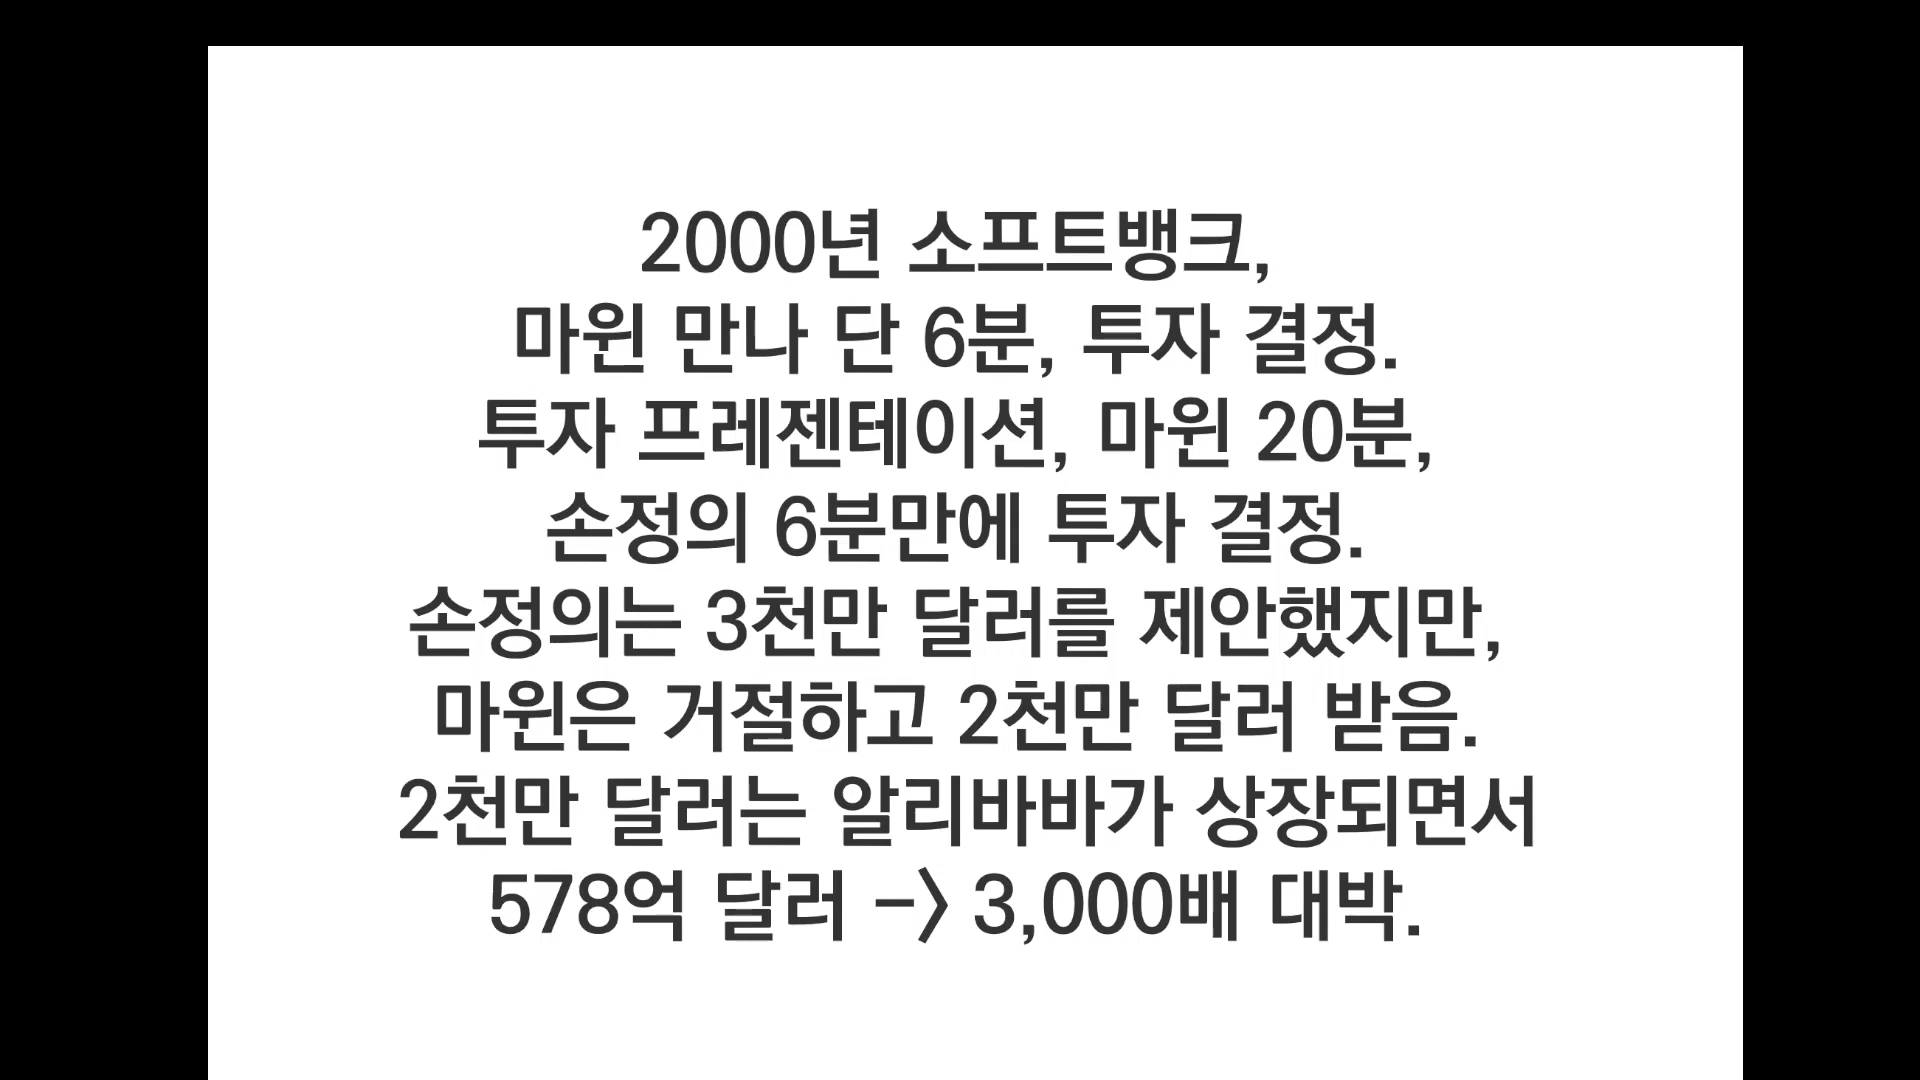 2000년 소프트뱅크,
마윈 만나 단 6분, 투자 결정.
투자 프레젠테이션, 마윈 20분,
손정의 6분만에 투자 결정.
손정의는 3천만 달러를 제안했지만,
마윈은 거절하고 2천만 달러 받음.
2천만 달러는 알리바바가 상장되면서
578억 달러 -> 3,000배 대박.